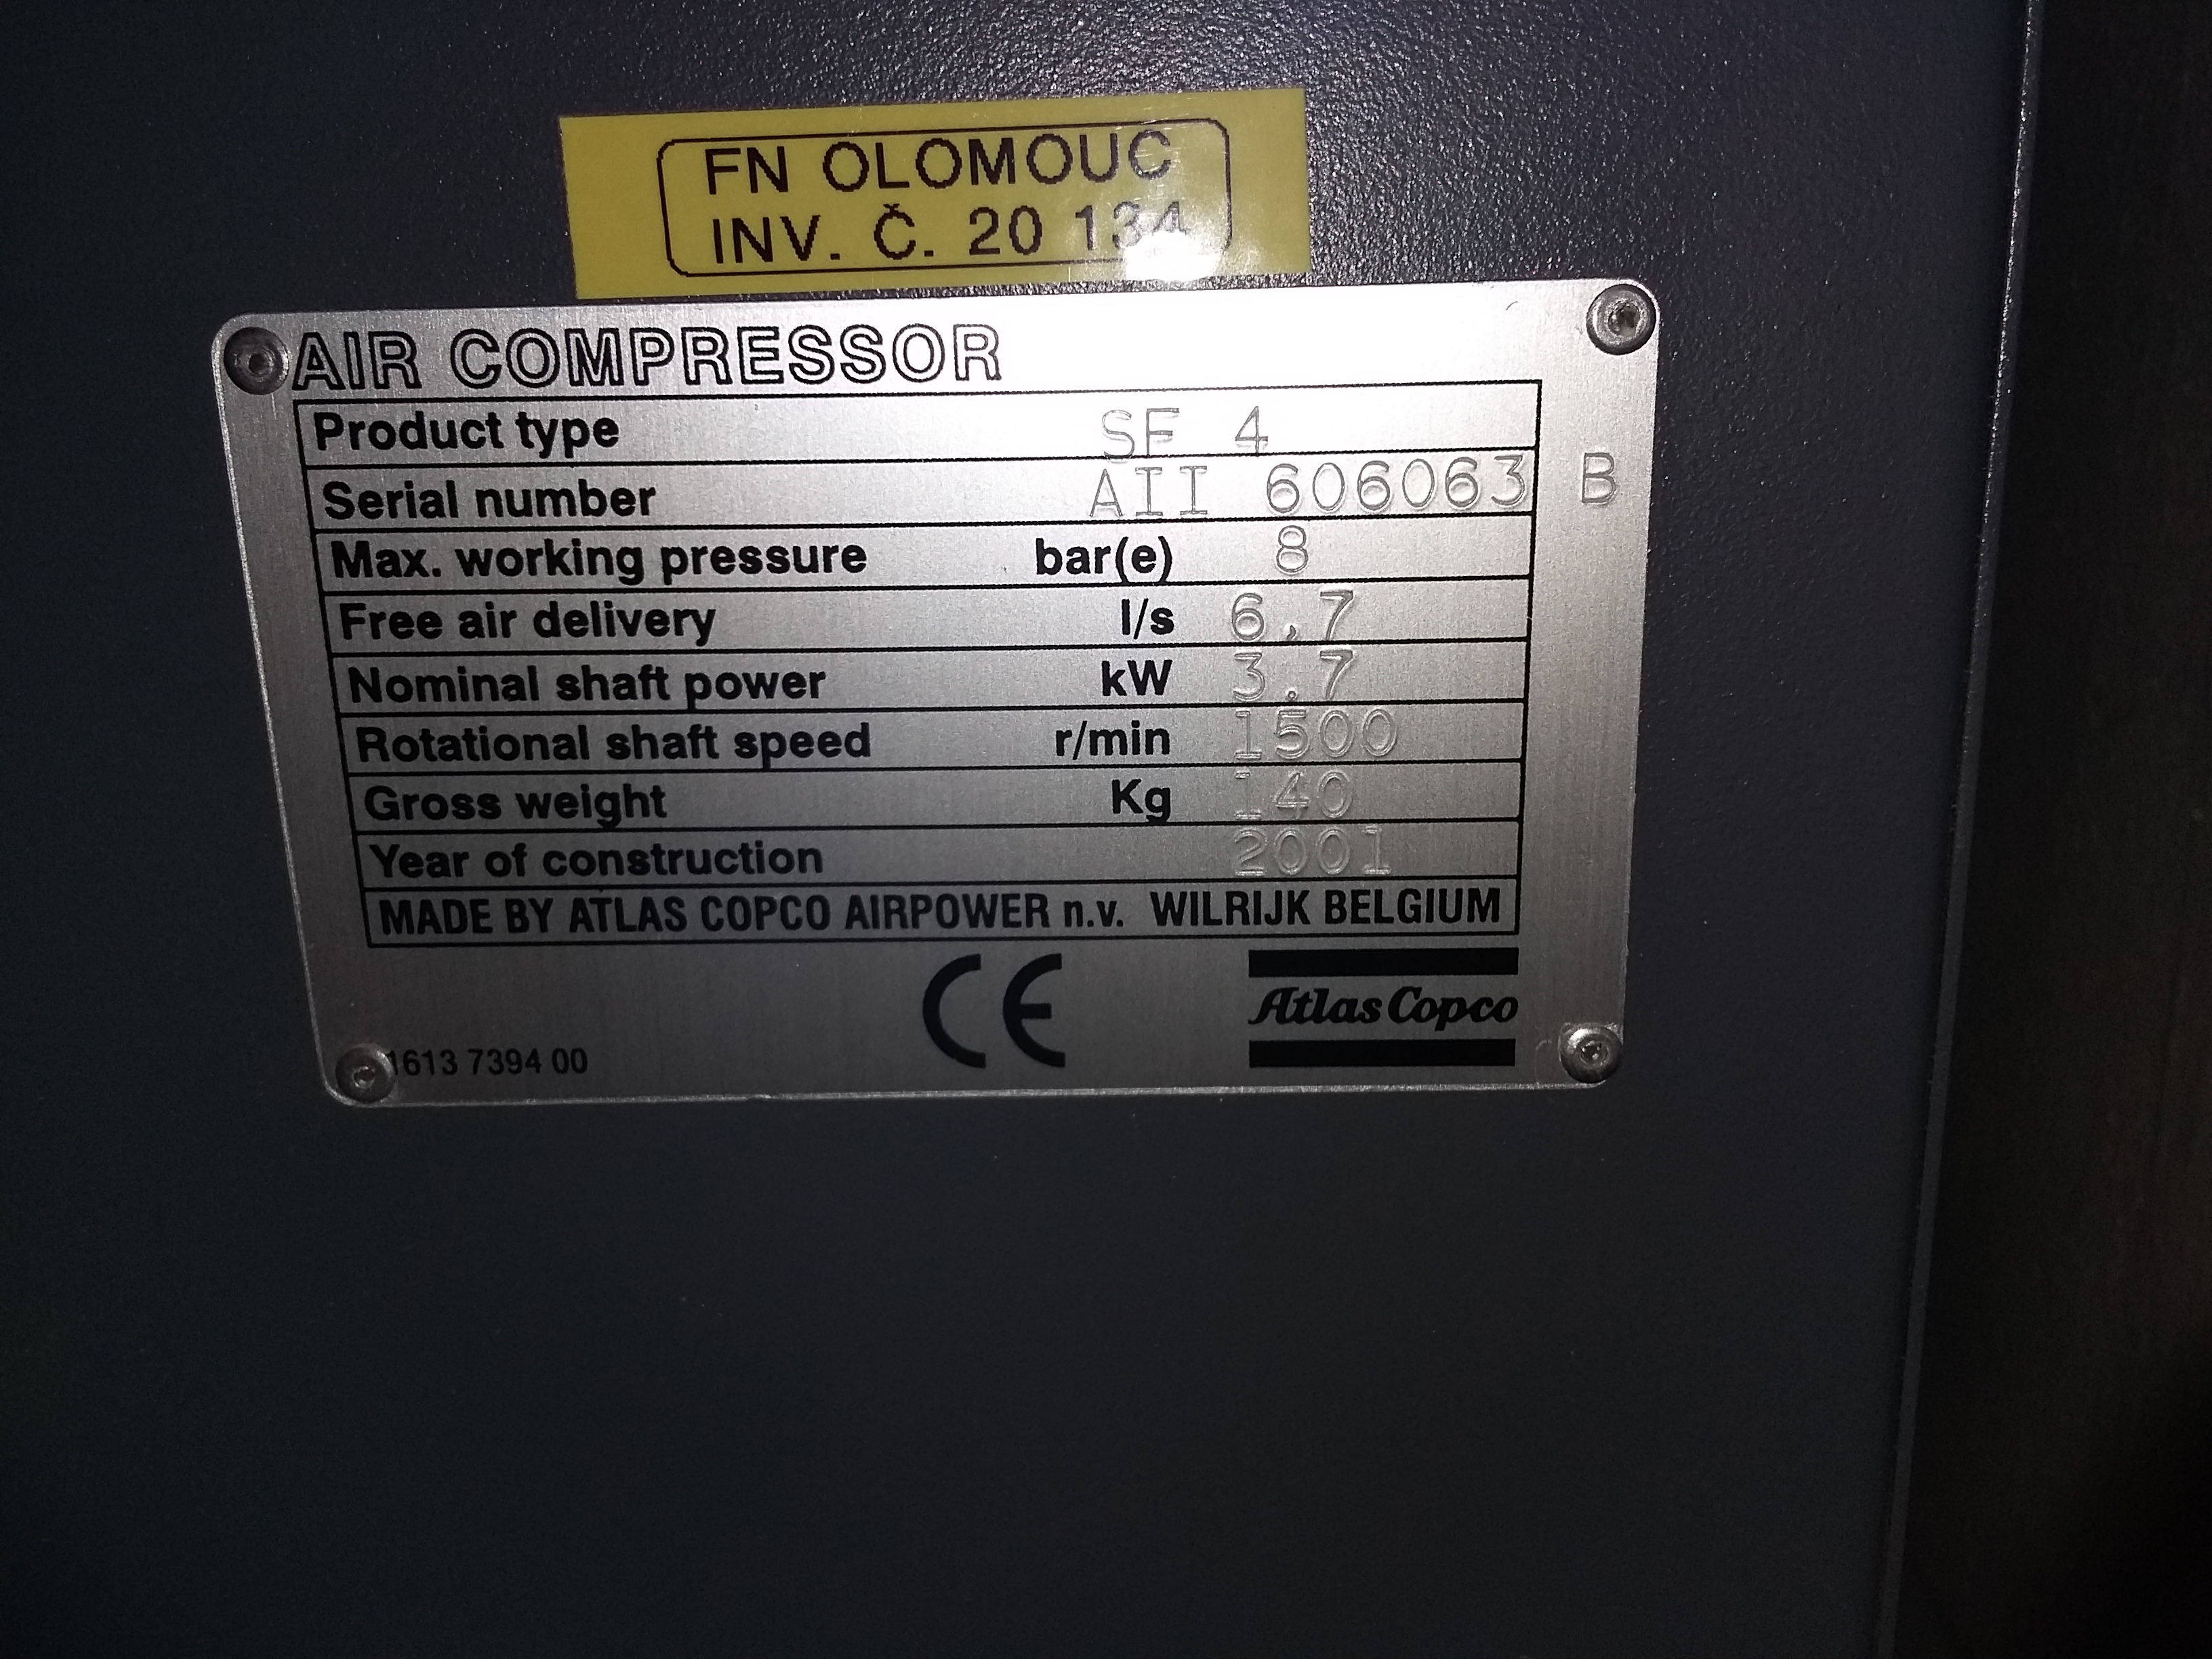 FN OLOMOUC
INV. Č. 20 134
AIR COMPRESSOR
Product type SF 4
Serial number AII 606063 B
Max. working pressure bar(e) 8
Free air delivery l/s 6,7
Nominal shaft power kW 3.7
Rotational shaft speed r/min 1500
Gross weight Kg 140
Year of construction 2001
MADE BY ATLAS COPCO AIRPOWER n.v. WILRIJK BELGIUM
CE
Atlas Copco
1613 7394 00